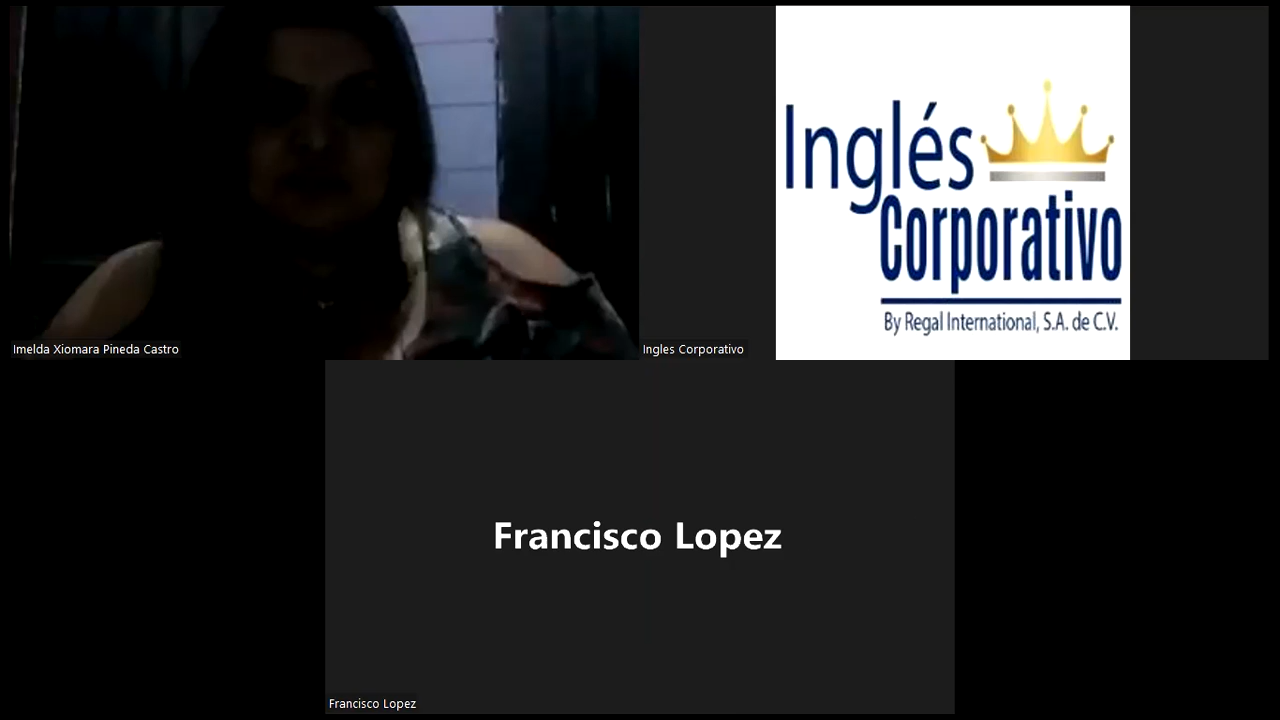 Inglés
Corporativo
By Regal International, S.A. de C.V.
Imelda Xiomara Pineda Castro
Ingles Corporativo
Francisco Lopez
Francisco Lopez